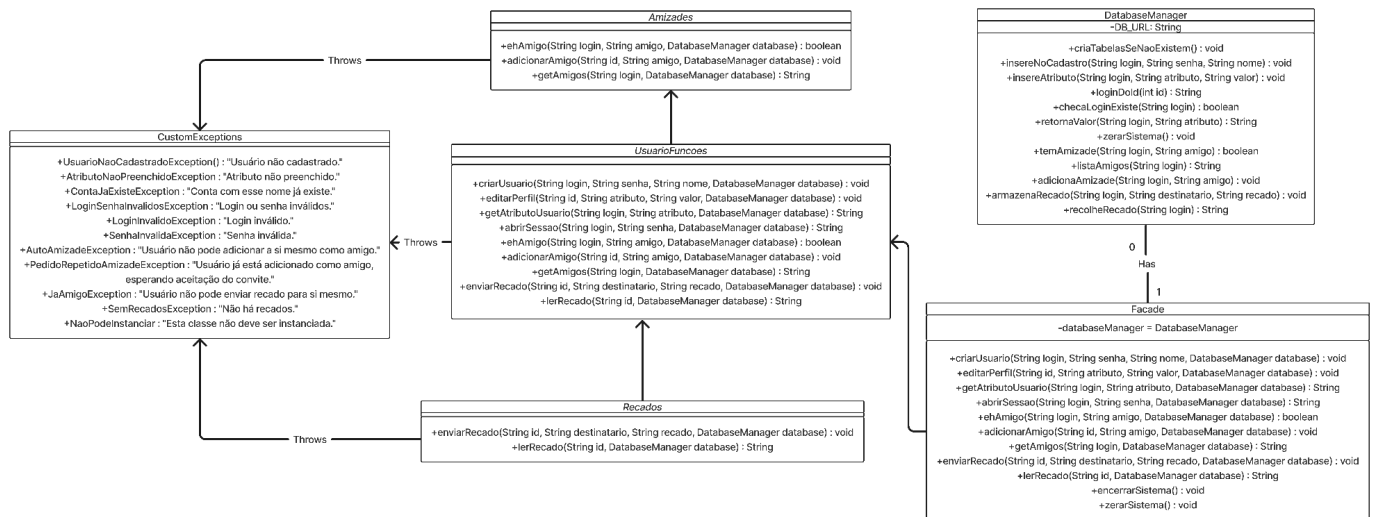 Amizades
+ehAmigo(String login, String amigo, DatabaseManager database) : boolean
+adicionarAmigo(String id, String amigo, DatabaseManager database) : void
+getAmigos(String login, DatabaseManager database) : String
DatabaseManager
-DB_URL: String
+criaTabelasSeNaoExistem() : void
+insereNoCadastro(String login, String senha, String nome) : void
+insereAtributo(String login, String atributo, String valor) : void
+loginDoId(int id) : String
+checaLoginExiste(String login) : boolean
+retornaValor(String login, String atributo) : String
+zerarSistema() : void
+temAmizade(String login, String amigo) : boolean
+listaAmigos(String login) : String
+adicionaAmizade(String login, String amigo) : void
+armazenaRecado(String login, String destinatario, String recado) : void
+recolheRecado(String login) : String
Throws
CustomExceptions
+UsuarioNaoCadastradoException() : "Usuário não cadastrado."
+AtributoNaoPreenchidoException : "Atributo não preenchido."
+ContaJaExisteException : "Conta com esse nome já existe."
+LoginSenhaInvalidosException : "Login ou senha inválidos."
+LoginInvalidoException : "Login inválido."
+SenhaInvalidaException : "Senha inválida."
+AutoAmizadeException : "Usuário não pode adicionar a si mesmo como amigo."
+PedidoRepetidoAmizadeException : "Usuário já está adicionado como amigo,
esperando aceitação do convite."
+JaAmigoException : "Usuário não pode enviar recado para si mesmo."
+SemRecadosException : "Não há recados."
+NaoPodeInstanciar : "Esta classe não deve ser instanciada."
Throws
UsuarioFuncoes
+criarUsuario(String login, String senha, String nome, DatabaseManager database) : void
+editarPerfil(String id, String atributo, String valor, DatabaseManager database) : void
+getAtributoUsuario(String login, String atributo, DatabaseManager database) : String
+abrirSessao(String login, String senha, DatabaseManager database) : String
+ehAmigo(String login, String amigo, DatabaseManager database) : boolean
+adicionarAmigo(String id, String amigo, DatabaseManager database) : void
+getAmigos(String login, DatabaseManager database) : String
+enviarRecado(String id, String destinatario, String recado, DatabaseManager database) : void
+lerRecado(String id, DatabaseManager database) : String
0
Has
1
Facade
-databaseManager = DatabaseManager
+criarUsuario(String login, String senha, String nome, DatabaseManager database) : void
+editarPerfil(String id, String atributo, String valor, DatabaseManager database) : void
+getAtributoUsuario(String login, String atributo, DatabaseManager database) : String
+abrirSessao(String login, String senha, DatabaseManager database) : String
+ehAmigo(String login, String amigo, DatabaseManager database) : boolean
+adicionarAmigo(String id, String amigo, DatabaseManager database) : void
+getAmigos(String login, DatabaseManager database) : String
+enviarRecado(String id, String destinatario, String recado, DatabaseManager database) : void
+lerRecado(String id, DatabaseManager database) : String
+encerrarSistema() : void
+zerarSistema() : void
Throws
Recados
+enviarRecado(String id, String destinatario, String recado, DatabaseManager database) : void
+lerRecado(String id, DatabaseManager database) : String